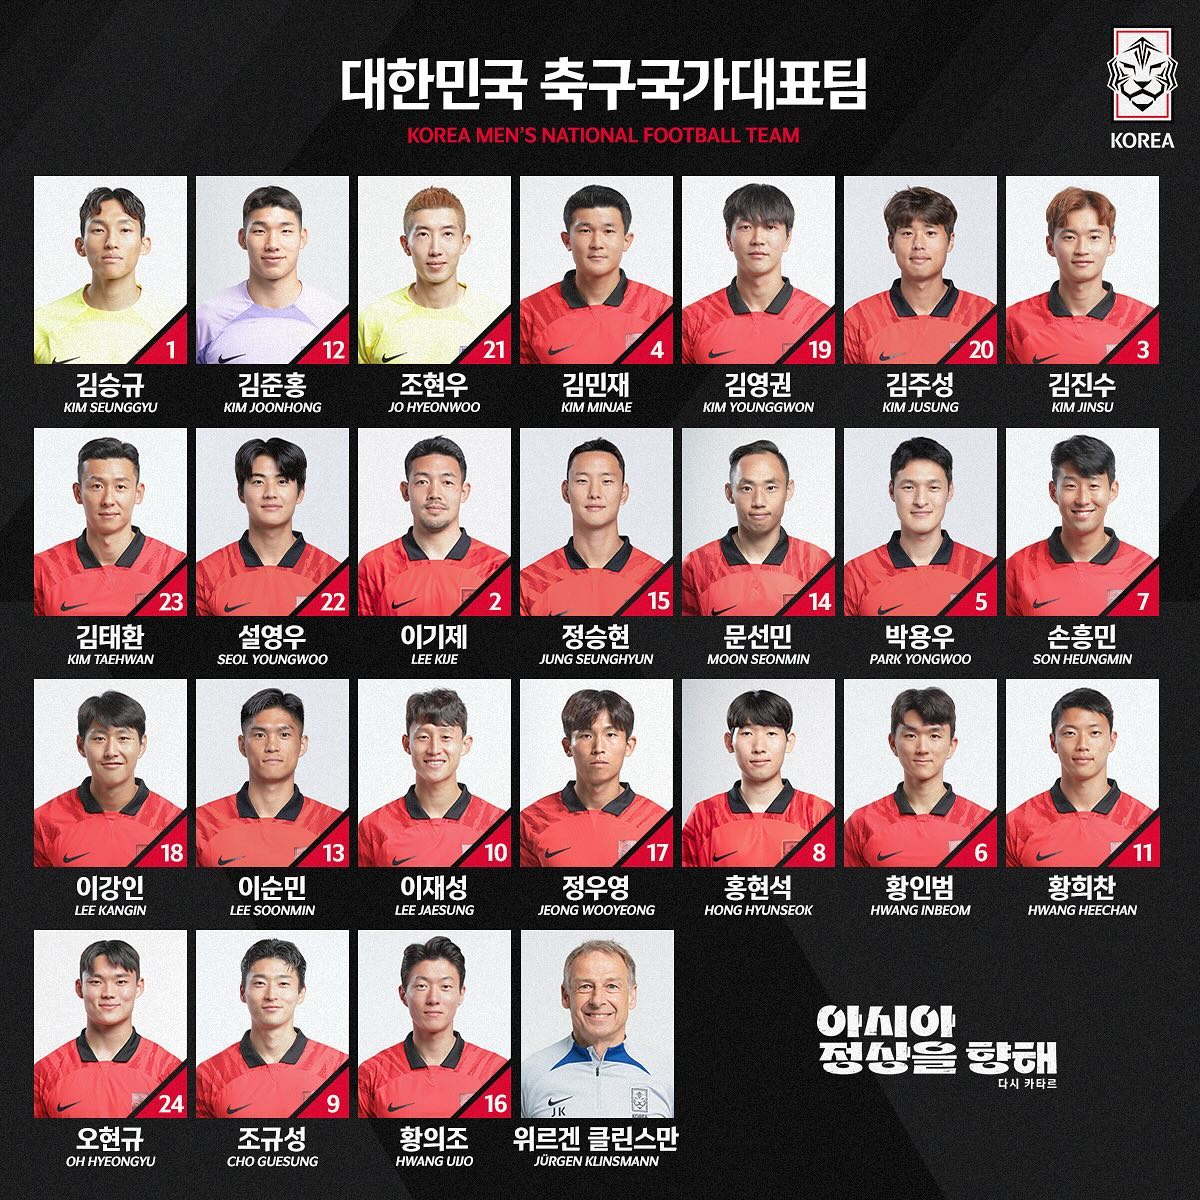 대한민국 축구국가대표팀
KOREA MEN'S NATIONAL FOOTBALL TEAM
KOREA
1
12
21
4
19
20
3
김승규
김준홍
조현우
김민재
김영권
김주성
김진수
KIM SEUNGGYU
KIM JOONHONG
JO HYEONWOO
KIM MINJAE
KIM YOUNGGWON
KIM JUSUNG
KIM JINSU
23
22
2
15
14
5
7
김태환
설영우
이기제
정승현
문선민
박용우
손흥민
KIM TAEHWAN
SEOL YOUNGWOO
LEE KIJE
JUNG SEUNGHYUN
MOON SEONMIN
PARK YONGWOO
SON HEUNGMIN
18
13
10
17
8
6
11
이강인
이순민
이재성
정우영
홍현석
황인범
황희찬
LEE KANGIN
LEE SOONMIN
LEE JAESUNG
JEONG WOOYEONG
HONG HYUNSEOK
HWANG INBEOM
HWANG HEECHAN
24
9
16
JK
오현규
조규성
황의조
위르겐 클린스만
OH HYEONGYU
CHO GUESUNG
HWANG UIJO
JÜRGEN KLINSMANN
아시아
정상을 향해
다시 카타르